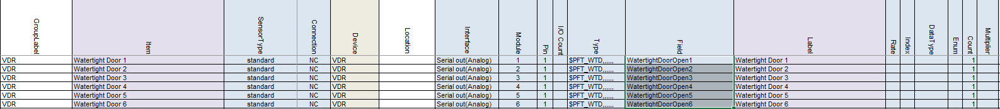 GroupLabel Item SensorType Connection Device Location Interface Module Pin I/O Count Type Field Label Rate Index DataType Enum Count Multiplier
VDR Watertight Door 1 standard NC VDR Serial out(Analog) 1 1 $PFT_WTD,,,,,, WatertightDoorOpen1 Watertight Door 1 1
VDR Watertight Door 2 standard NC VDR Serial out(Analog) 2 1 $PFT_WTD,,,,,, WatertightDoorOpen2 Watertight Door 2 1
VDR Watertight Door 3 standard NC VDR Serial out(Analog) 3 1 $PFT_WTD,,,,,, WatertightDoorOpen3 Watertight Door 3 1
VDR Watertight Door 4 standard NC VDR Serial out(Analog) 4 1 $PFT_WTD,,,,,, WatertightDoorOpen4 Watertight Door 4 1
VDR Watertight Door 5 standard NC VDR Serial out(Analog) 5 1 $PFT_WTD,,,,,, WatertightDoorOpen5 Watertight Door 5 1
VDR Watertight Door 6 standard NC VDR Serial out(Analog) 6 1 $PFT_WTD,,,,,, WatertightDoorOpen6 Watertight Door 6 1